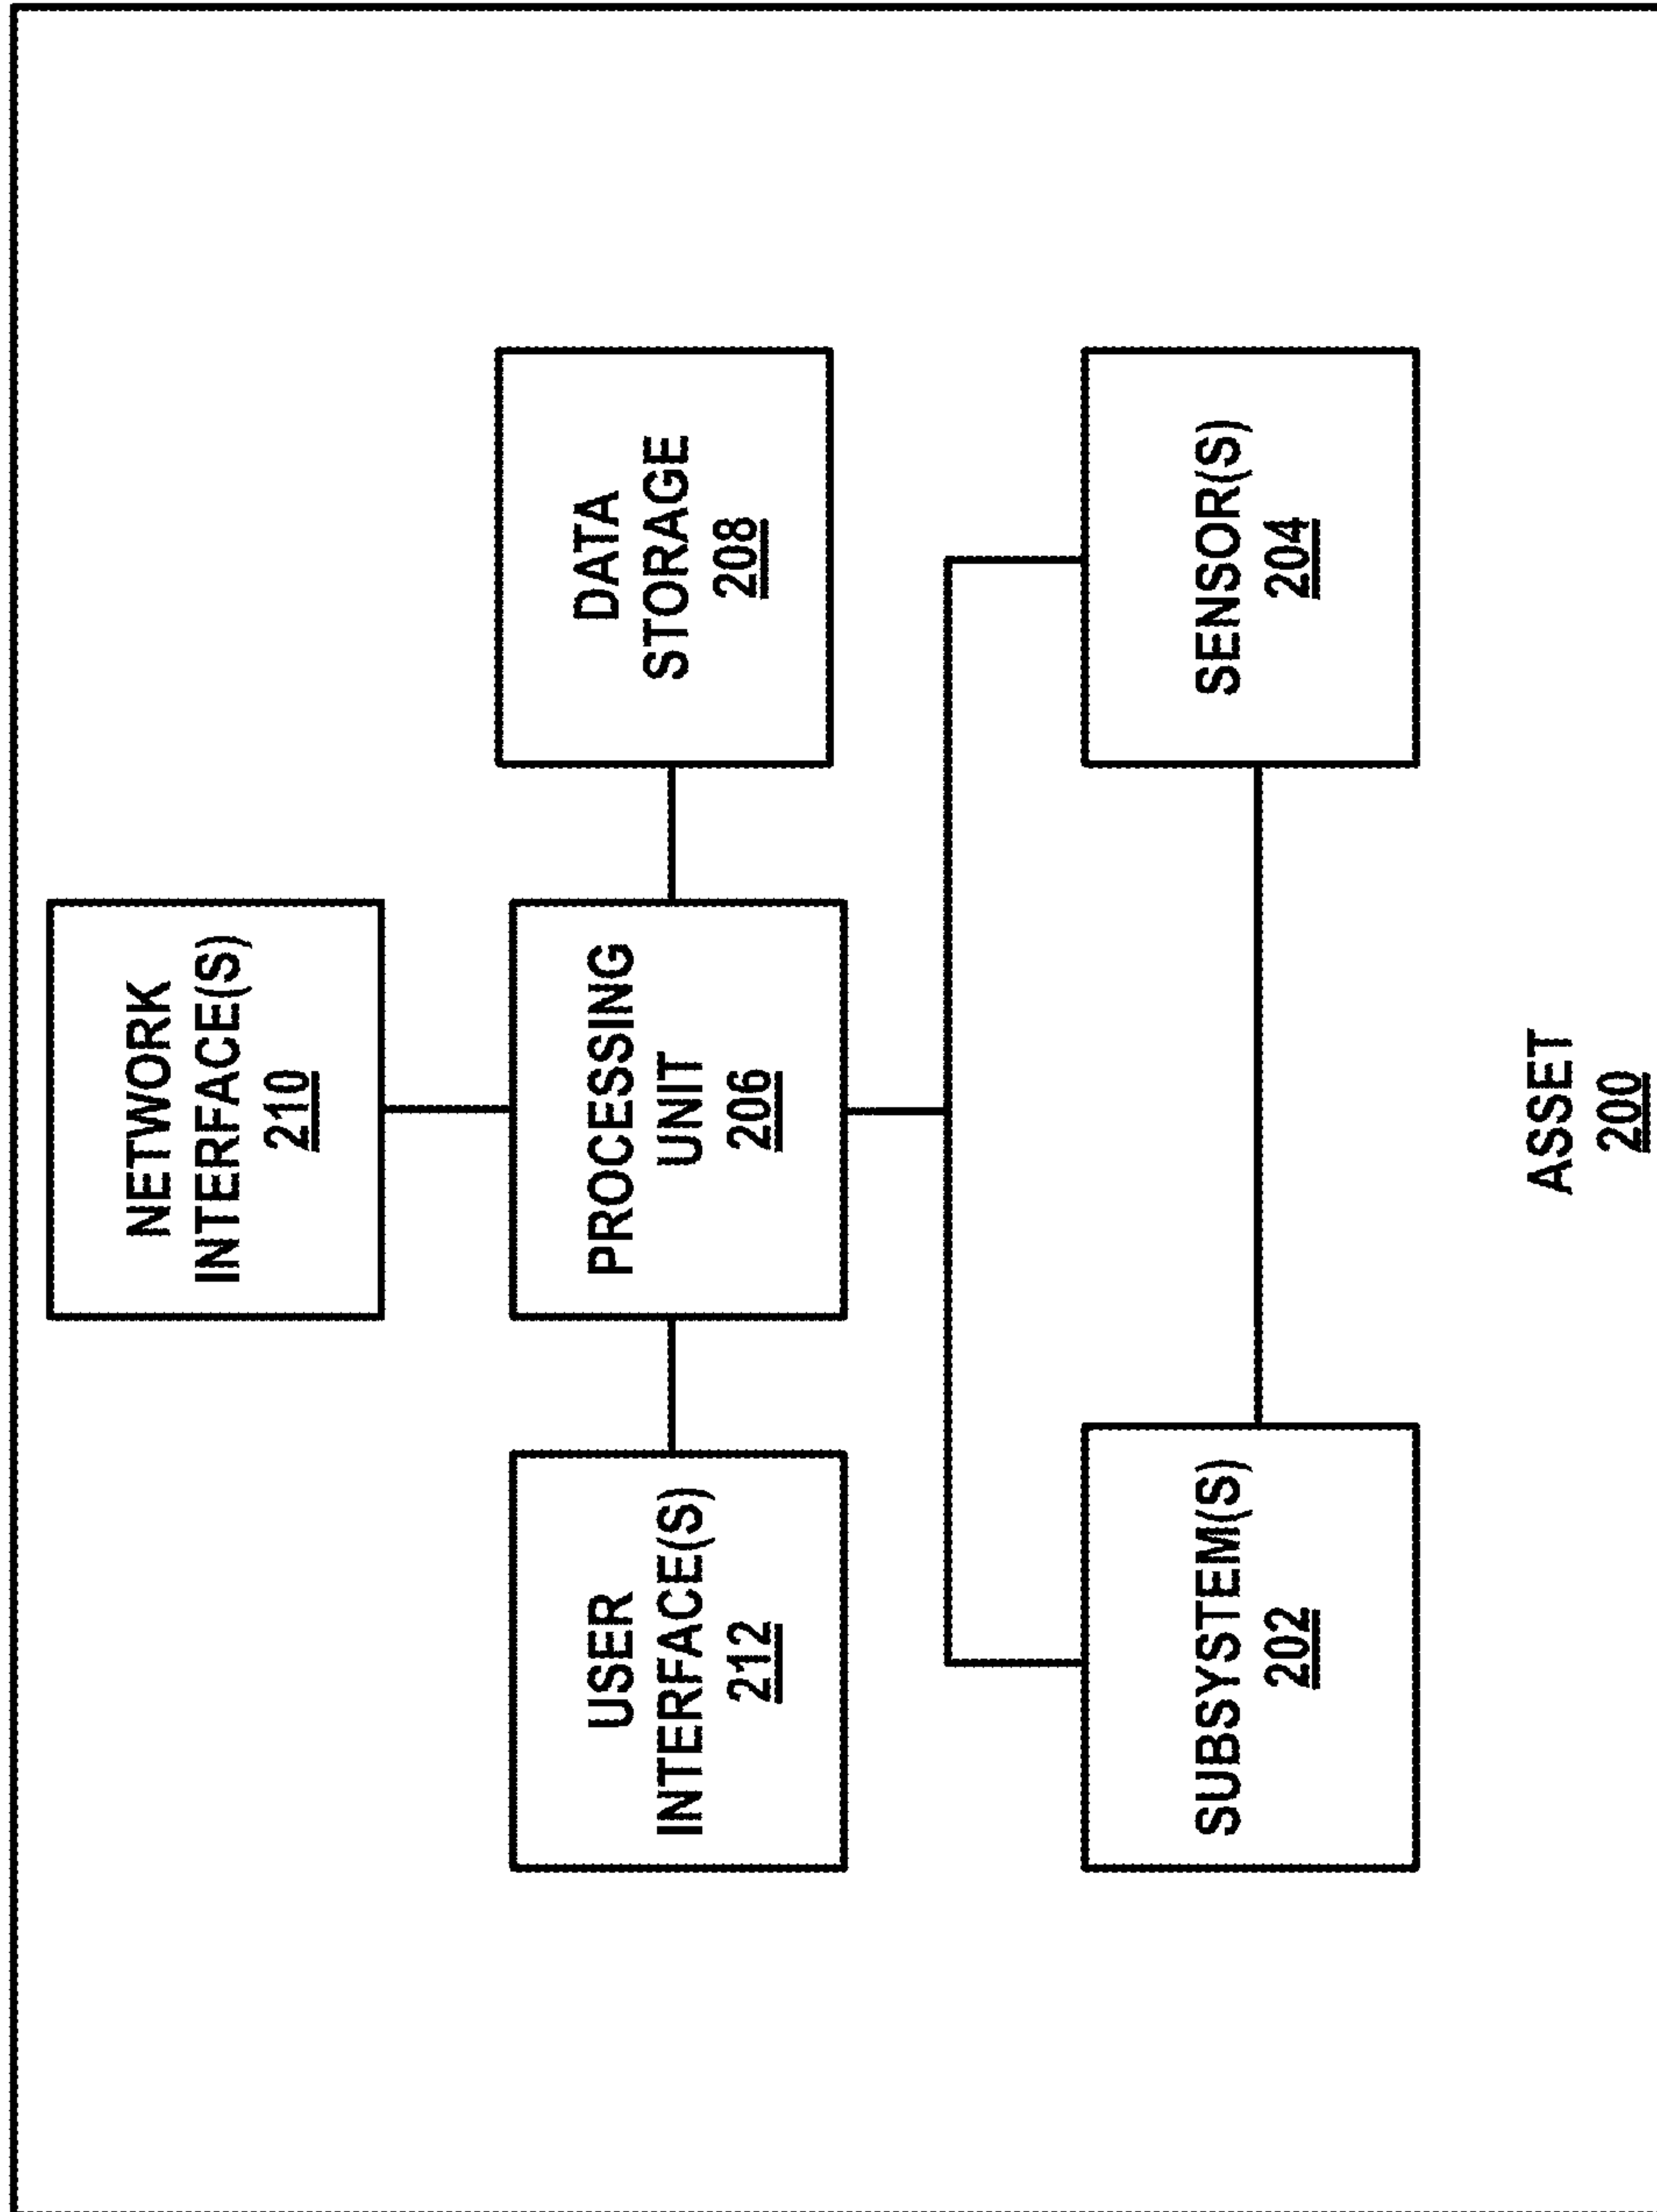 NETWORK
INTERFACE(S)
210
USER
INTERFACE(S)
212
PROCESSING
UNIT
206
DATA
STORAGE
208
SUBSYSTEM(S)
202
SENSOR(S)
204
ASSET
200